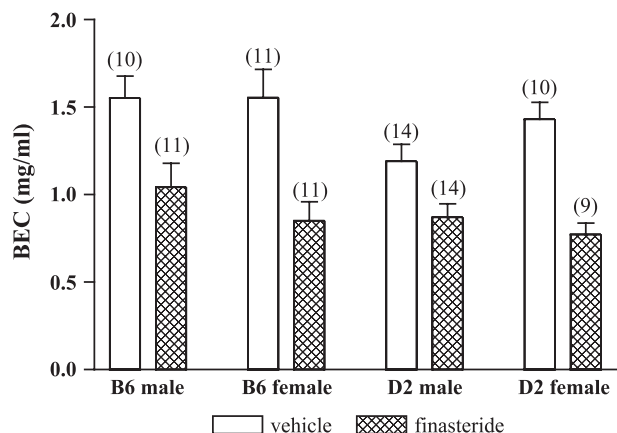 2.0
(10)
(11)
(11)
(11)
(14)
(14)
(10)
(9)
1.5
1.0
0.5
0.0
BEC (mg/ml)
B6 male
B6 female
D2 male
D2 female
vehicle
finasteride